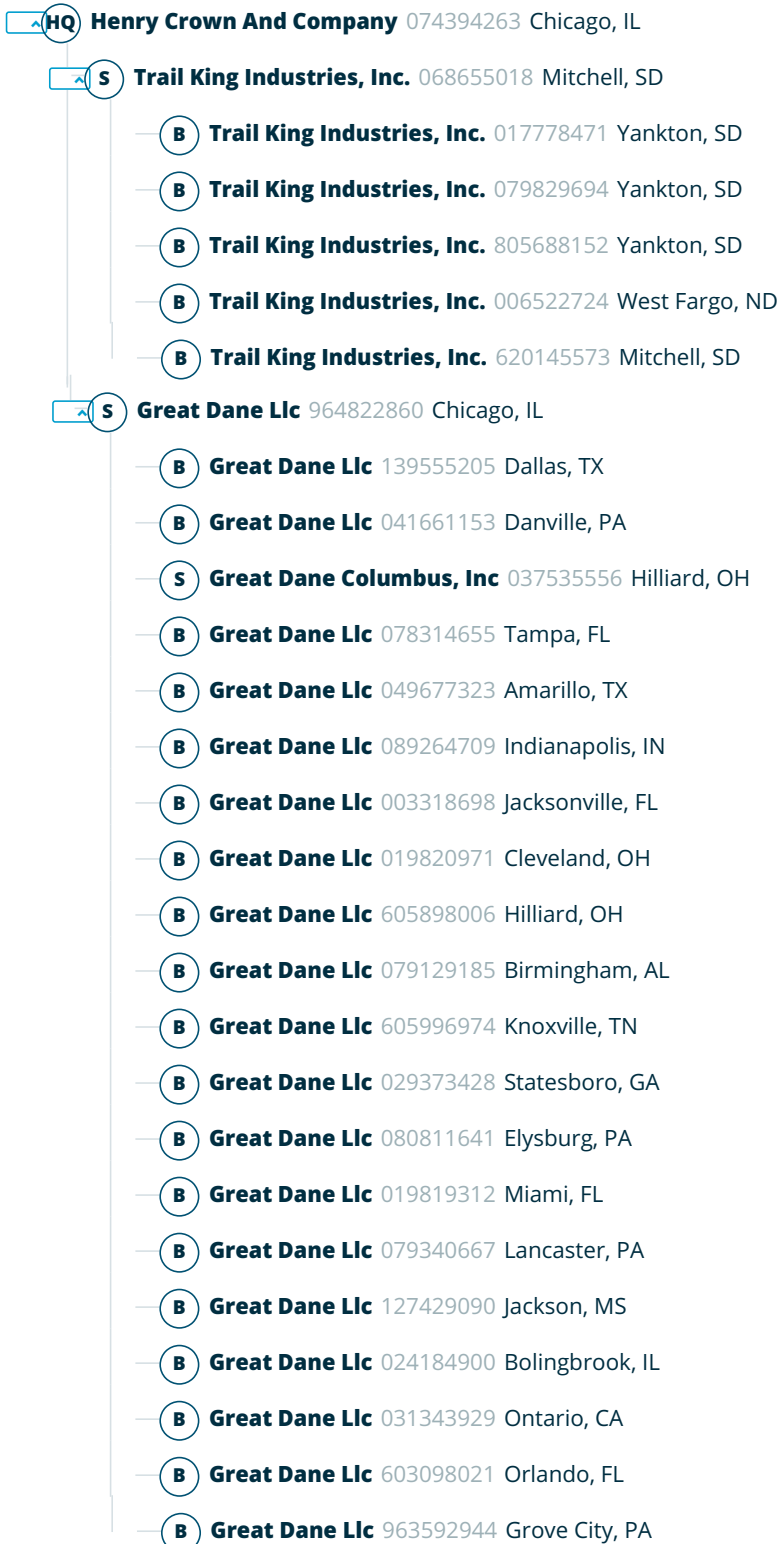 HQ Henry Crown And Company 074394263 Chicago, IL
S Trail King Industries, Inc. 068655018 Mitchell, SD
B Trail King Industries, Inc. 017778471 Yankton, SD
B Trail King Industries, Inc. 079829694 Yankton, SD
B Trail King Industries, Inc. 805688152 Yankton, SD
B Trail King Industries, Inc. 006522724 West Fargo, ND
B Trail King Industries, Inc. 620145573 Mitchell, SD
S Great Dane Llc 964822860 Chicago, IL
B Great Dane Llc 139555205 Dallas, TX
B Great Dane Llc 041661153 Danville, PA
S Great Dane Columbus, Inc 037535556 Hilliard, OH
B Great Dane Llc 078314655 Tampa, FL
B Great Dane Llc 049677323 Amarillo, TX
B Great Dane Llc 089264709 Indianapolis, IN
B Great Dane Llc 003318698 Jacksonville, FL
B Great Dane Llc 019820971 Cleveland, OH
B Great Dane Llc 605898006 Hilliard, OH
B Great Dane Llc 079129185 Birmingham, AL
B Great Dane Llc 605996974 Knoxville, TN
B Great Dane Llc 029373428 Statesboro, GA
B Great Dane Llc 080811641 Elysburg, PA
B Great Dane Llc 019819312 Miami, FL
B Great Dane Llc 079340667 Lancaster, PA
B Great Dane Llc 127429090 Jackson, MS
B Great Dane Llc 024184900 Bolingbrook, IL
B Great Dane Llc 031343929 Ontario, CA
B Great Dane Llc 603098021 Orlando, FL
B Great Dane Llc 963592944 Grove City, PA